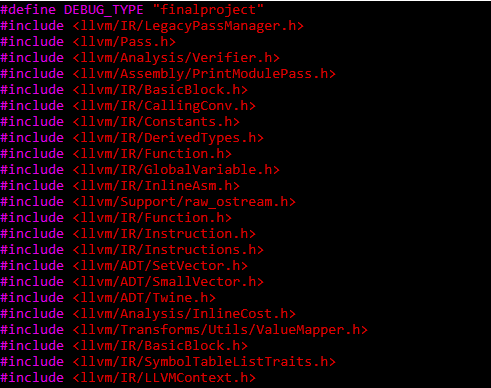 #define DEBUG_TYPE "finalproject"
#include <llvm/IR/LegacyPassManager.h>
#include <llvm/Pass.h>
#include <llvm/Analysis/Verifier.h>
#include <llvm/Assembly/PrintModulePass.h>
#include <llvm/IR/BasicBlock.h>
#include <llvm/IR/CallingConv.h>
#include <llvm/IR/Constants.h>
#include <llvm/IR/DerivedTypes.h>
#include <llvm/IR/Function.h>
#include <llvm/IR/GlobalVariable.h>
#include <llvm/IR/InlineAsm.h>
#include <llvm/Support/raw_ostream.h>
#include <llvm/IR/Function.h>
#include <llvm/IR/Instruction.h>
#include <llvm/IR/Instructions.h>
#include <llvm/ADT/SetVector.h>
#include <llvm/ADT/SmallVector.h>
#include <llvm/ADT/Twine.h>
#include <llvm/Analysis/InlineCost.h>
#include <llvm/Transforms/Utils/ValueMapper.h>
#include <llvm/IR/BasicBlock.h>
#include <llvm/IR/SymbolTableListTraits.h>
#include <llvm/IR/LLVMContext.h>